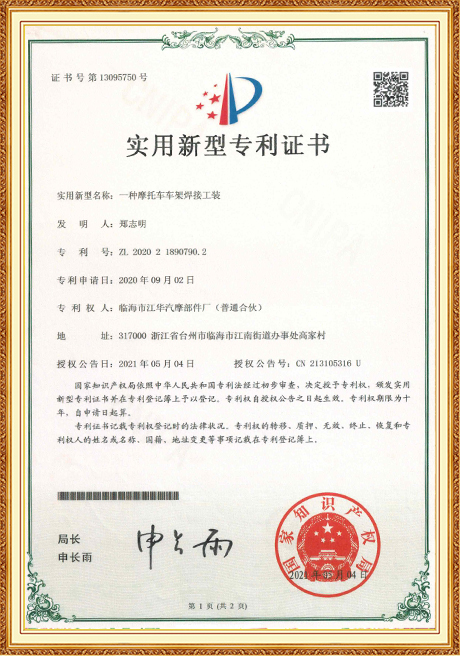 证书号第13095750号
实用新型专利证书
实用新型名称：一种摩托车车架焊接工装
发明人：郑志明
专利号：ZL 2020 2 1890790.2
专利申请日：2020年09月02日
专利权人：临海市江华汽摩部件厂（普通合伙）
地址：317000 浙江省台州市临海市江南街道办事处高家村
授权公告日：2021年05月04日 授权公告号：CN 213105316 U
国家知识产权局依照中华人民共和国专利法经过初步审查，决定授予专利权，颁发实用
新型专利证书并在专利登记簿上予以登记。专利权自授权公告之日起生效。专利权期限为十
年，自申请日起算。
专利证书记载专利权登记时的法律状况。专利权的转移、质押、无效、终止、恢复和专
利权人的姓名或名称、国籍、地址变更等事项记载在专利登记簿上。
局长
申长雨
申长雨
国家知识产权局
2021年05月04日
第1页（共2页）